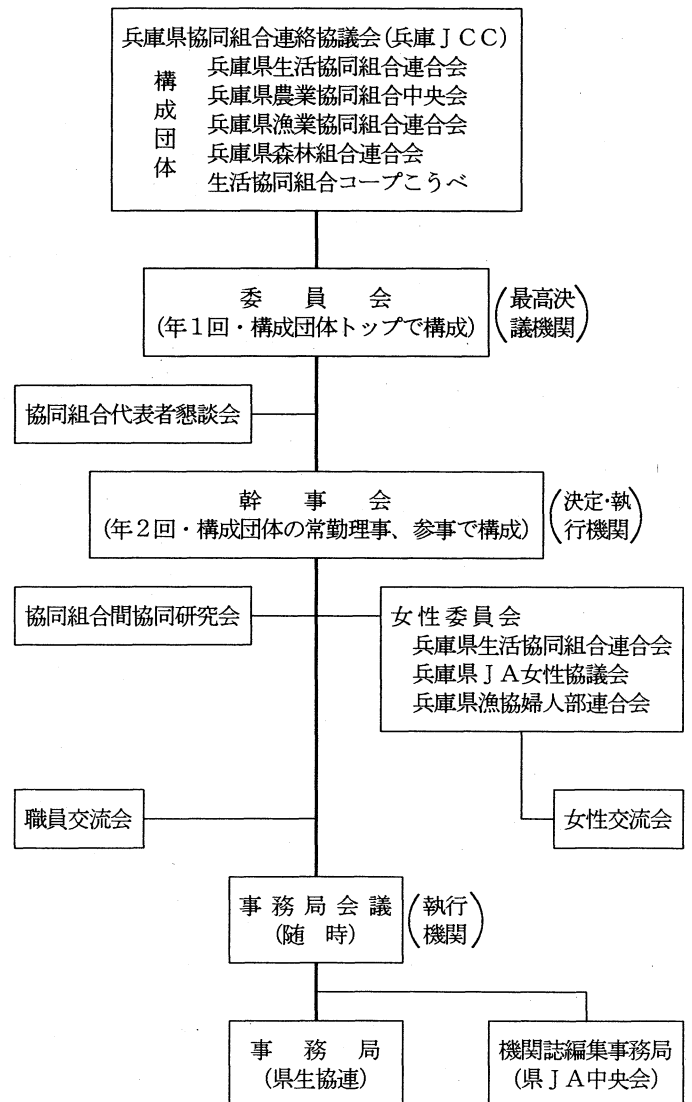 兵庫県協同組合連絡協議会(兵庫ＪＣＣ)
構成団体
兵庫県生活協同組合連合会
兵庫県農業協同組合中央会
兵庫県漁業協同組合連合会
兵庫県森林組合連合会
生活協同組合コープこうべ
委員会
(年１回・構成団体トップで構成)
(最高決
議機関)
協同組合代表者懇談会
幹事会
(年２回・構成団体の常勤理事、参事で構成)
(決定・執
行機関)
協同組合間協同研究会
女性委員会
兵庫県生活協同組合連合会
兵庫県ＪＡ女性協議会
兵庫県漁協婦人部連合会
職員交流会
女性交流会
事務局会議
(随時)
(執行
機関)
事務局
(県生協連)
機関誌編集事務局
(県ＪＡ中央会)